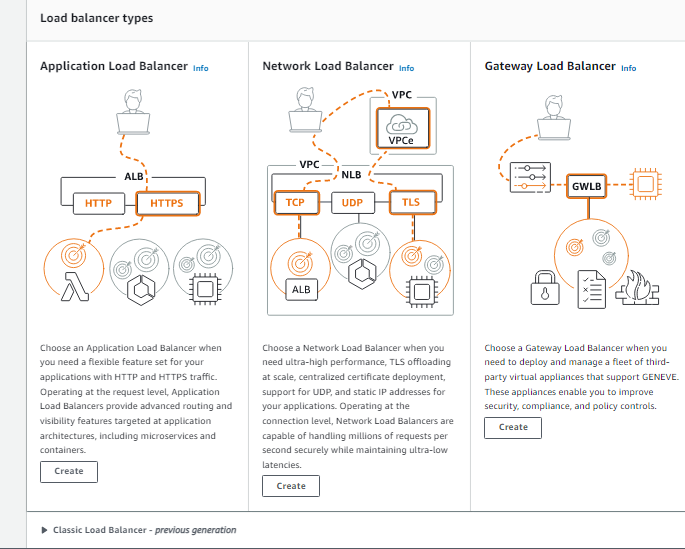 Load balancer types
Application Load Balancer Info
ALB
HTTP
HTTPS
Choose an Application Load Balancer when
you need a flexible feature set for your
applications with HTTP and HTTPS traffic.
Operating at the request level, Application
Load Balancers provide advanced routing and
visibility features targeted at application
architectures, including microservices and
containers.
Create
Network Load Balancer Info
VPC
VPCe
VPC
NLB
TCP
UDP
TLS
ALB
Choose a Network Load Balancer when you
need ultra-high performance, TLS offloading
at scale, centralized certificate deployment,
support for UDP, and static IP addresses for
your applications. Operating at the
connection level, Network Load Balancers are
capable of handling millions of requests per
second securely while maintaining ultra-low
latencies.
Create
Gateway Load Balancer Info
GWLB
Choose a Gateway Load Balancer when you
need to deploy and manage a fleet of third-
party virtual appliances that support GENEVE.
These appliances enable you to improve
security, compliance, and policy controls.
Create
Classic Load Balancer - previous generation